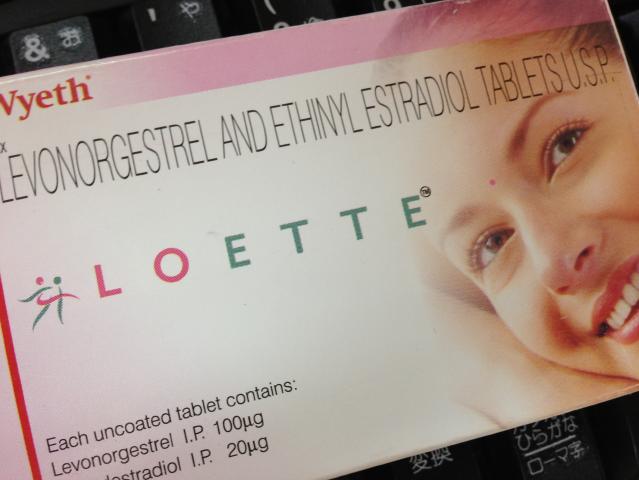 & お
' や
Wyeth
LEVONORGESTREL AND ETHINYL ESTRADIOL TABLETS U.S.P.
LOETTE™
Each uncoated tablet contains:
Levonorgestrel I.P. 100µg
estradiol I.P. 20µg
変換
ひらがな
ローマ字